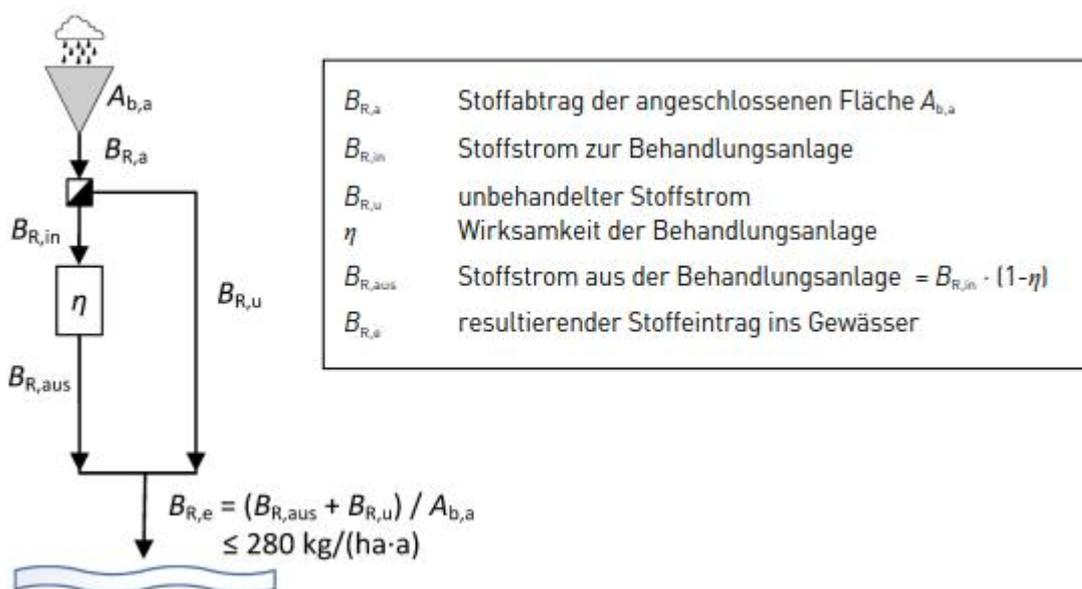 A_b,a
B_R,a
B_R,in
η
B_R,u
B_R,aus
B_R,e = (B_R,aus + B_R,u) / A_b,a
≤ 280 kg/(ha·a)
B_R,a Stoffabtrag der angeschlossenen Fläche A_b,a
B_R,in Stoffstrom zur Behandlungsanlage
B_R,u unbehandelter Stoffstrom
η Wirksamkeit der Behandlungsanlage
B_R,aus Stoffstrom aus der Behandlungsanlage = B_R,in · (1-η)
B_R,e resultierender Stoffeintrag ins Gewässer